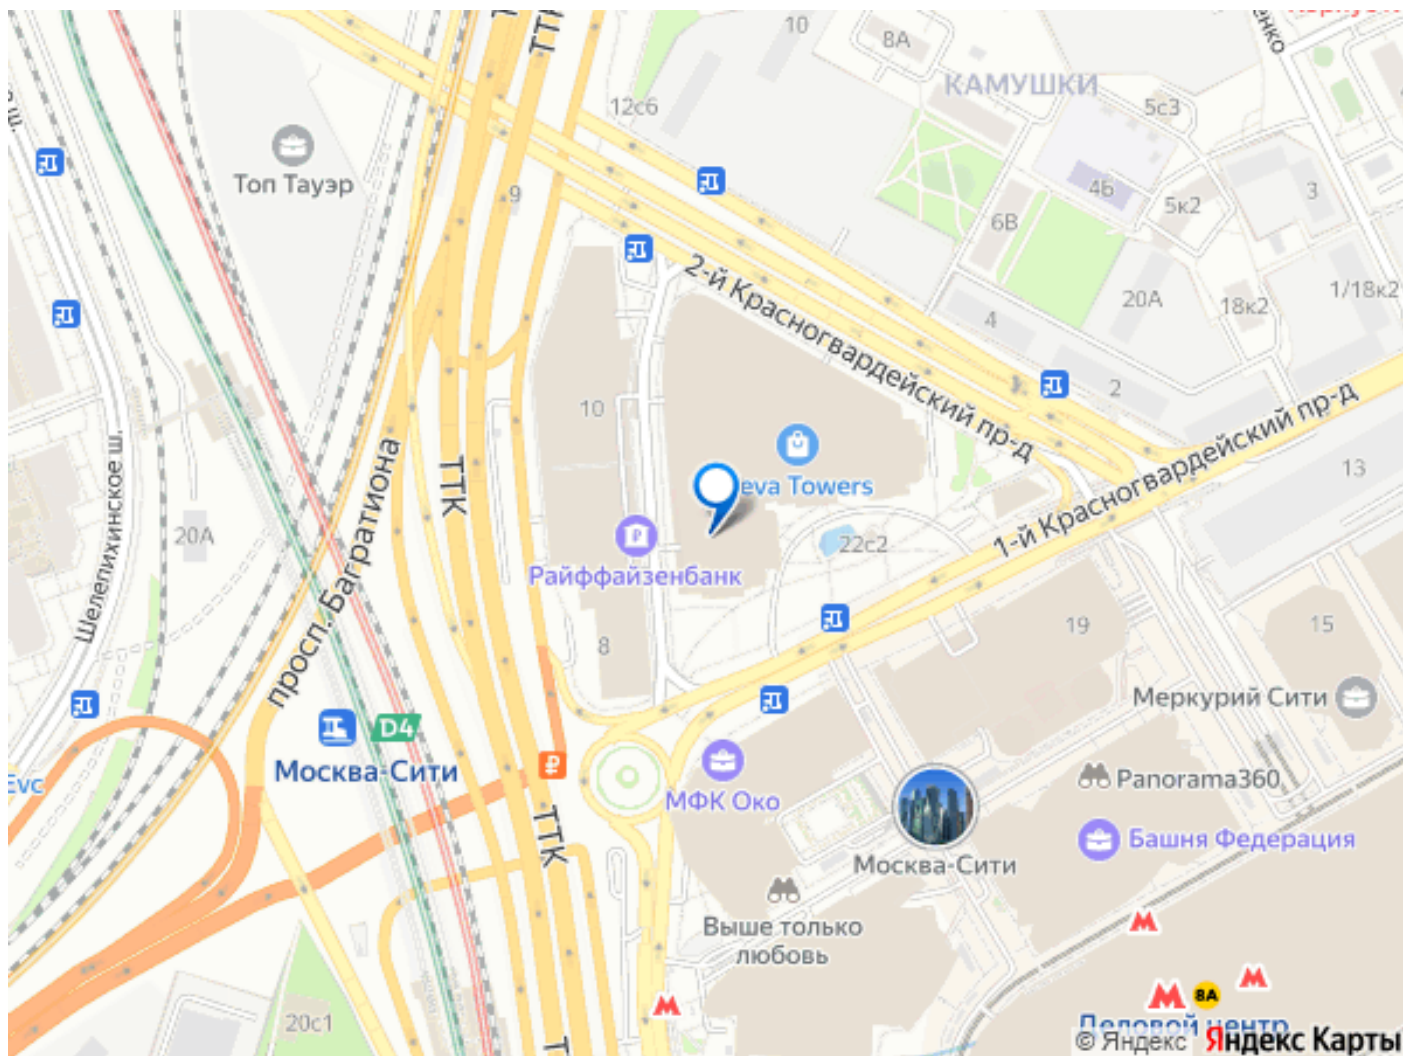 ТТК
10
8А
КАМУШКИ
12с6
5с3
Топ Тауэр
9
4Б
5к2
3
6В
2-й Красногвардейский пр-д
20А
18к2
1/18к2
4
2
10
1-й Красногвардейский пр-д
13
просп. Багратиона
ТТК
Шелепихинское ш.
20А
eva Towers
22с2
Райффайзенбанк
8
19
15
Меркурий Сити
D4
Москва-Сити
МФК Око
Panorama360
Башня Федерация
ТТК
Москва-Сити
Выше только
любовь
8А
Деловой центр
20с1
© Яндекс Яндекс Карты